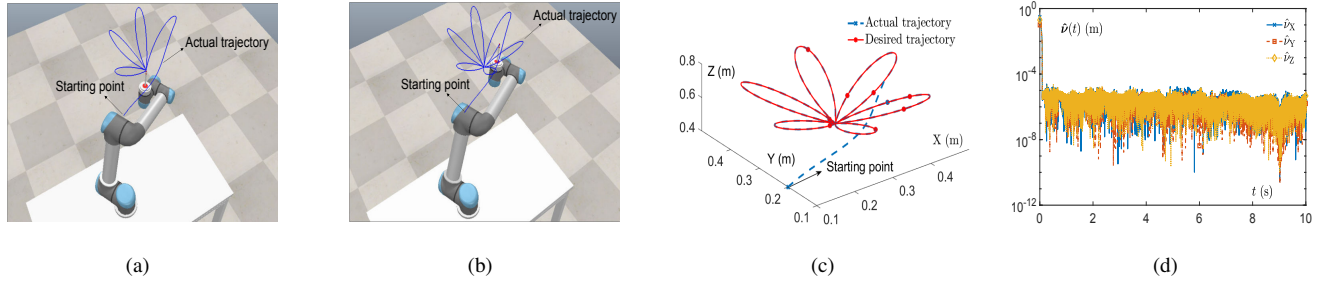 Actual trajectory
Starting point
(a)
Actual trajectory
Starting point
(b)
Actual trajectory
Desired trajectory
Z (m)
0.8
0.6
0.4
0.4
0.3
0.2
0.1
Y (m)
X (m)
Starting point
0.1
0.2
0.3
0.4
(c)
10^0
10^-4
10^-8
10^-12
ν̂(t) (m)
ν̂_X
ν̂_Y
ν̂_Z
t (s)
0 2 4 6 8 10
(d)